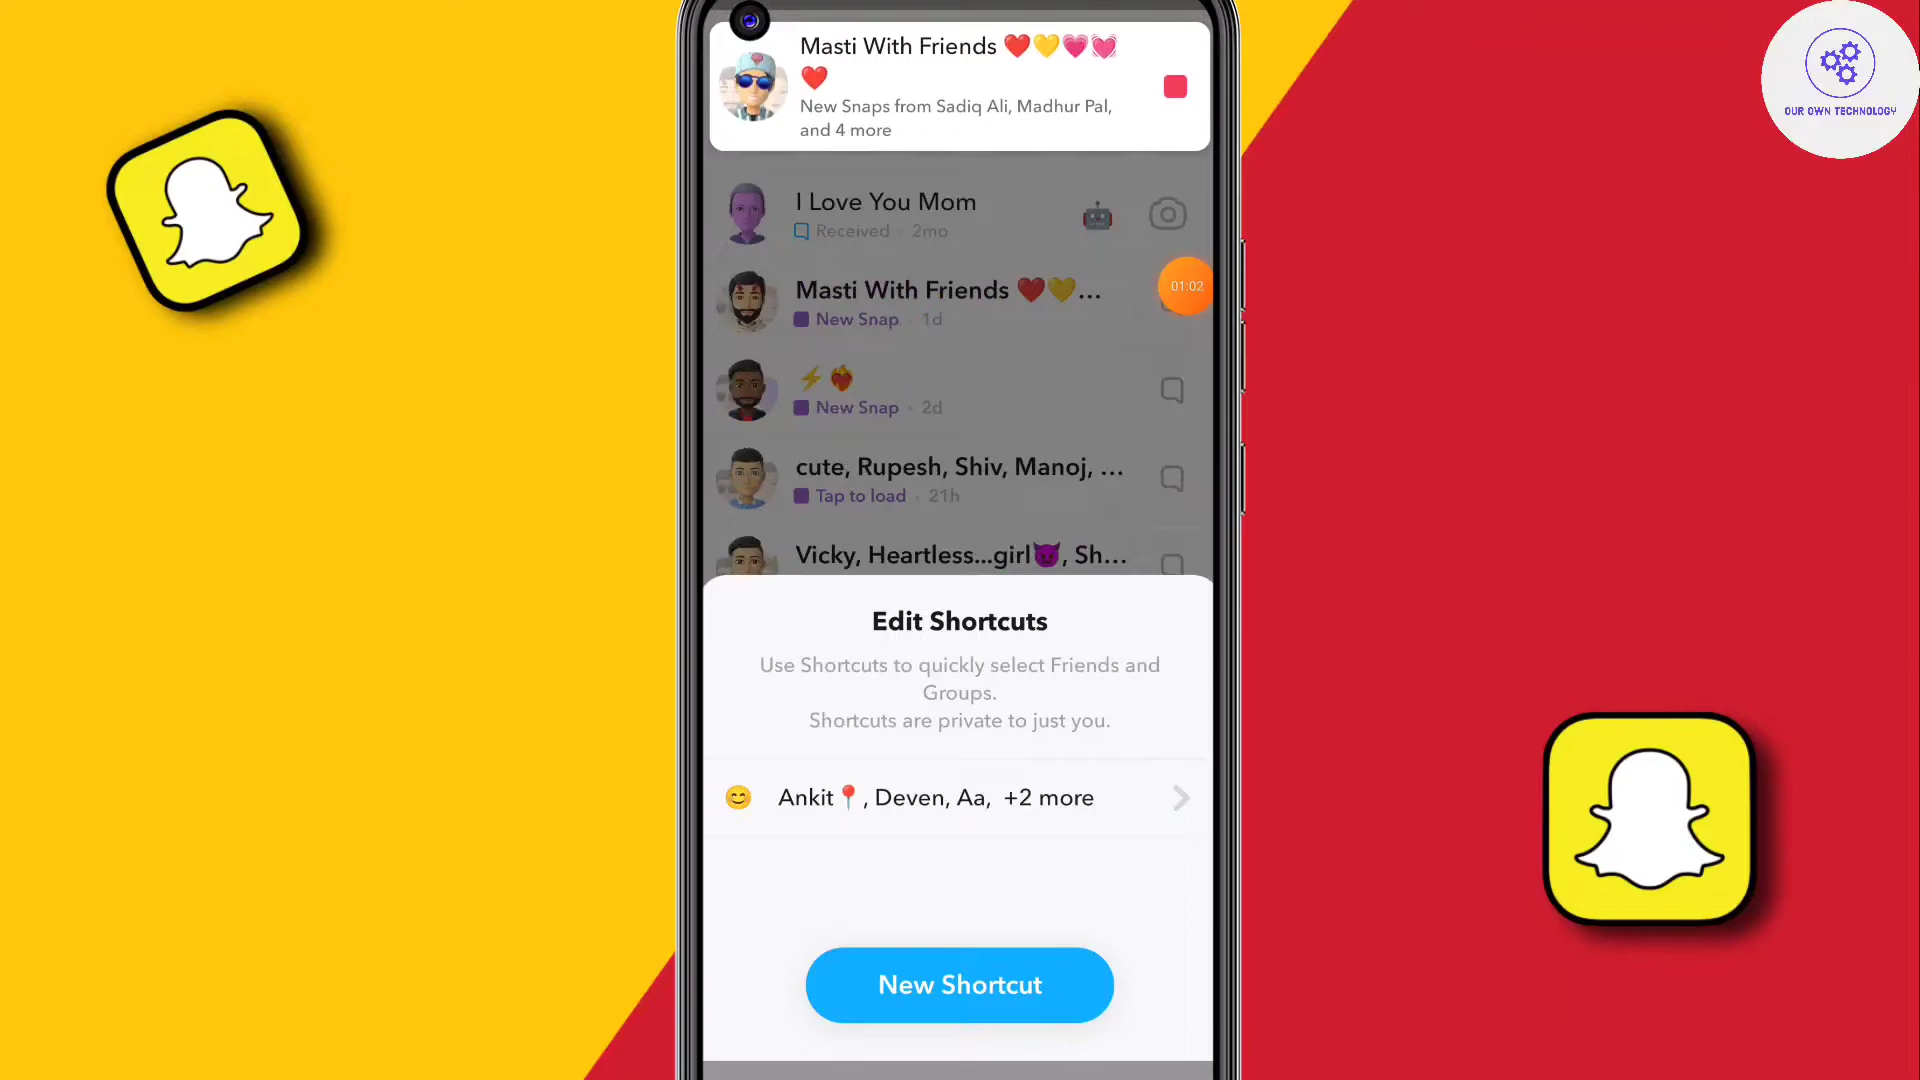 Masti With Friends ❤️💛💗💓
❤️
New Snaps from Sadiq Ali, Madhur Pal,
and 4 more
OUR OWN TECHNOLOGY
I Love You Mom
Received · 2mo
Masti With Friends ❤️💛...
New Snap · 1d
01:02
⚡❤️‍🔥
New Snap · 2d
cute, Rupesh, Shiv, Manoj, ...
Tap to load · 21h
Vicky, Heartless...girl😈, Sh...
Edit Shortcuts
Use Shortcuts to quickly select Friends and
Groups.
Shortcuts are private to just you.
😊 Ankit📍, Deven, Aa, +2 more
New Shortcut